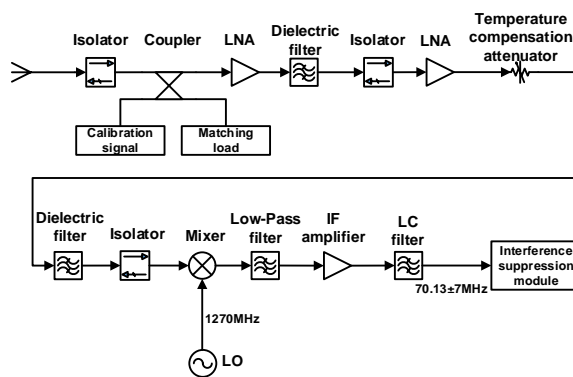 Isolator
Coupler
LNA
Dielectric
filter
Isolator
LNA
Temperature
compensation
attenuator
Calibration
signal
Matching
load
Dielectric
filter
Isolator
Mixer
Low-Pass
filter
IF
amplifier
LC
filter
Interference
suppression
module
70.13±7MHz
1270MHz
LO